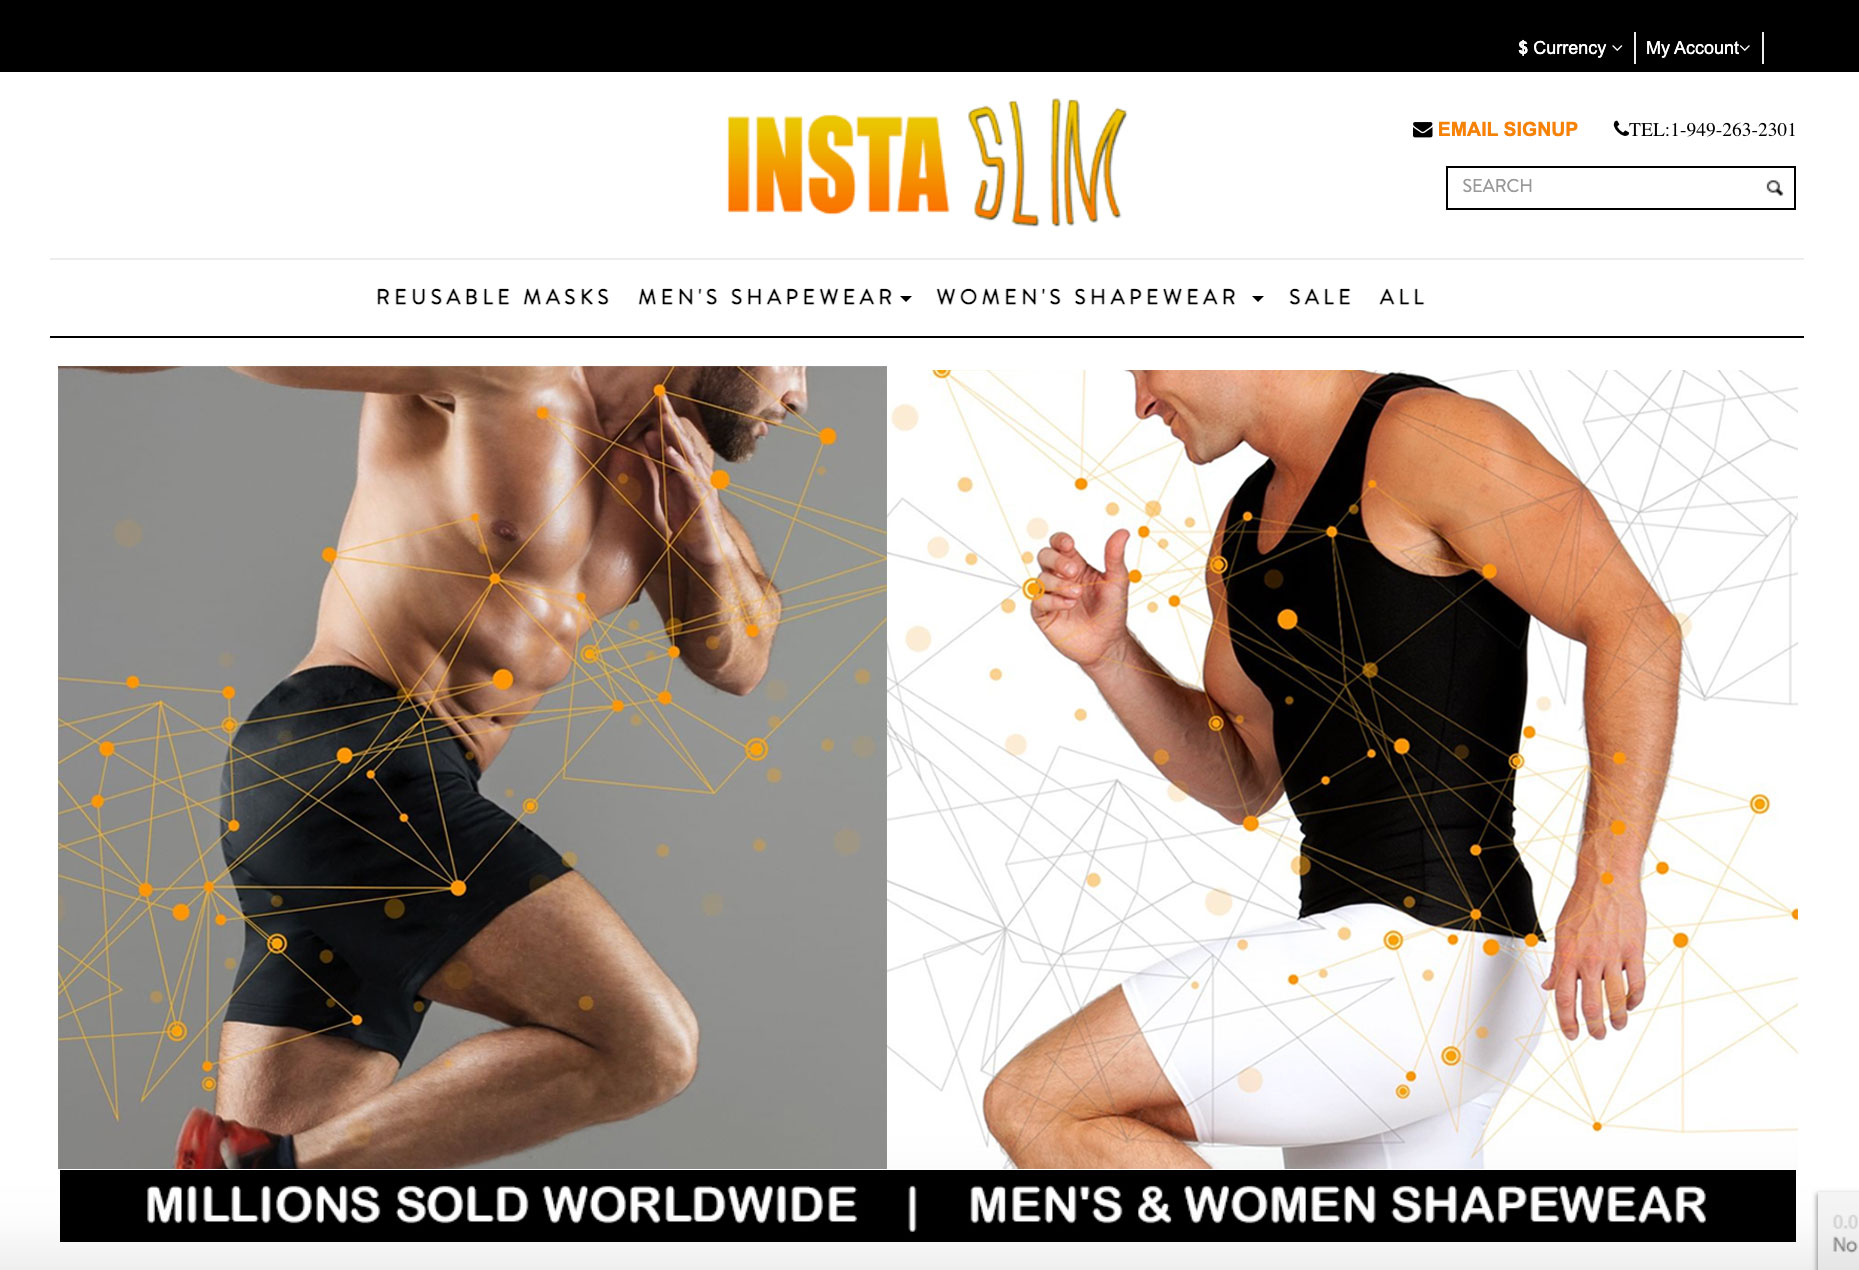 $ Currency
My Account
INSTA SLIM
EMAIL SIGNUP
TEL:1-949-263-2301
SEARCH
REUSABLE MASKS MEN'S SHAPEWEAR WOMEN'S SHAPEWEAR SALE ALL
MILLIONS SOLD WORLDWIDE | MEN'S & WOMEN SHAPEWEAR
0.0
No